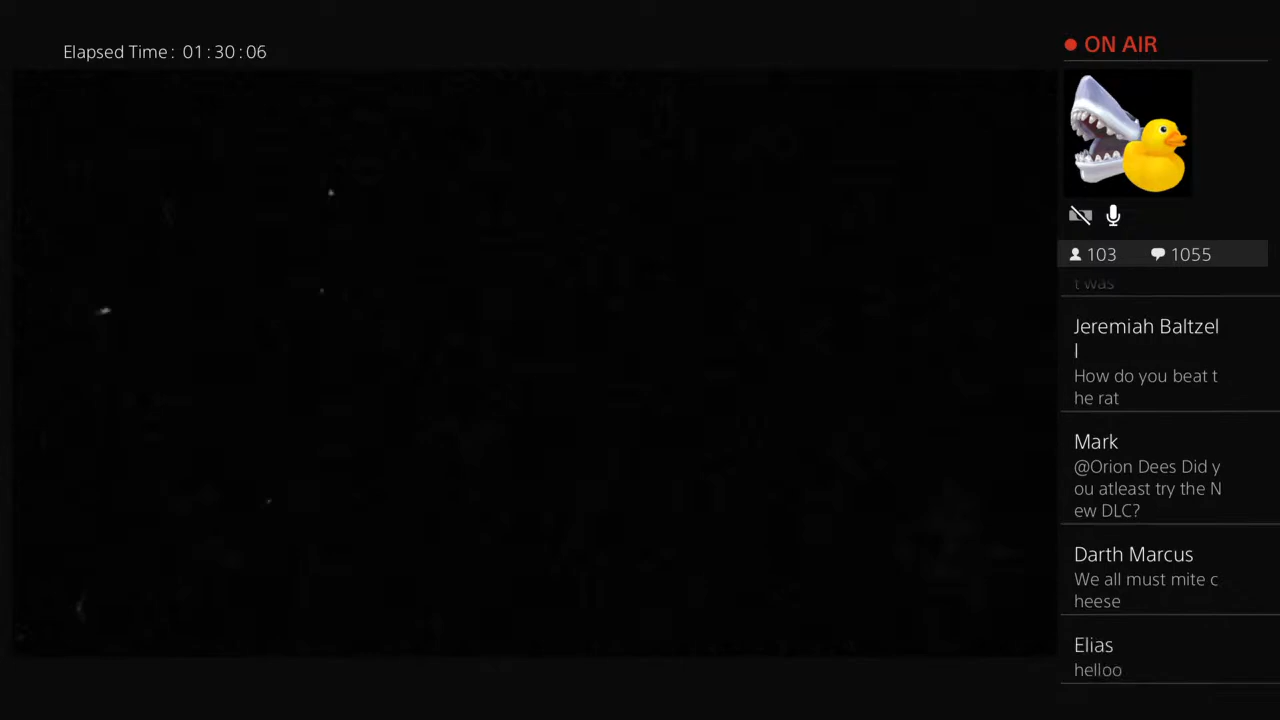 Elapsed Time: 01:30:06
ON AIR
103 1055
t was
Jeremiah Baltzel
l
How do you beat t
he rat
Mark
@Orion Dees Did y
ou atleast try the N
ew DLC?
Darth Marcus
We all must mite c
heese
Elias
helloo